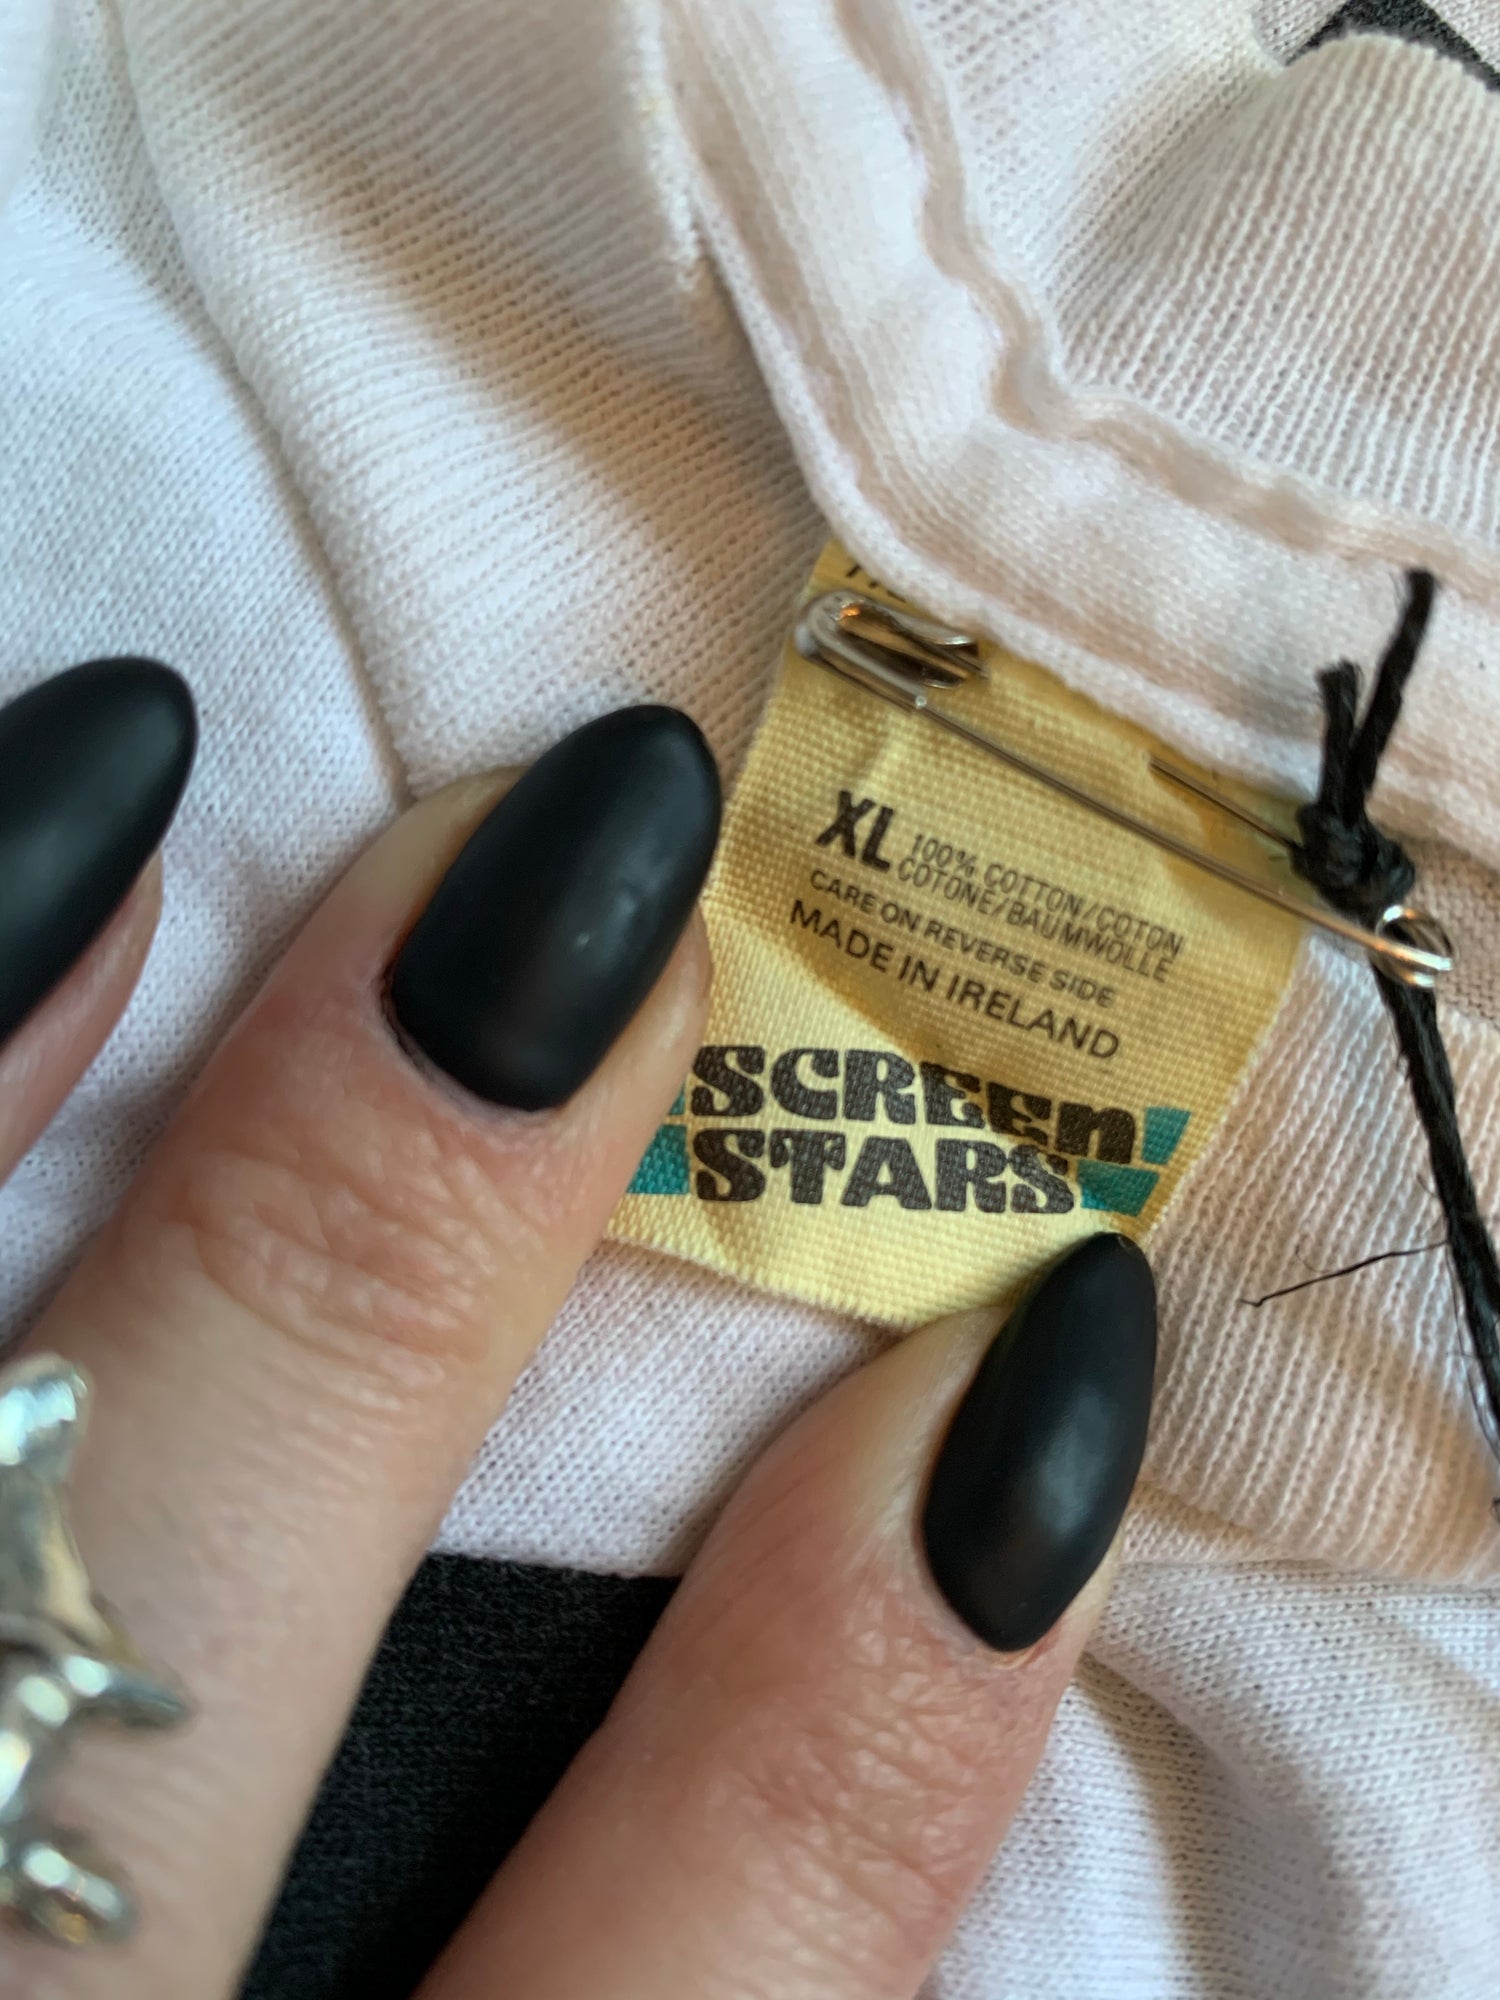 XL 100% COTTON/COTON
COTONE/BAUMWOLLE
CARE ON REVERSE SIDE
MADE IN IRELAND
SCREEn
STARS